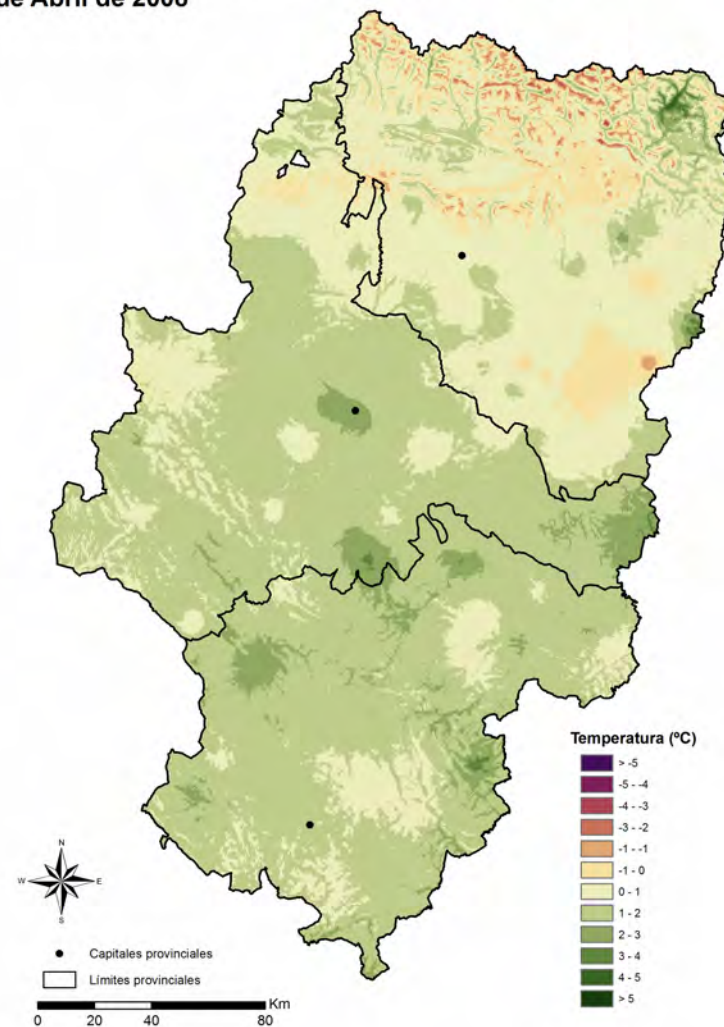 de Abril de 2008
Temperatura (ºC)
> -5
-5 - -4
-4 - -3
-3 - -2
-1 - -1
-1 - 0
0 - 1
1 - 2
2 - 3
3 - 4
4 - 5
> 5
N
W
E
S
Capitales provinciales
Límites provinciales
Km
0 20 40 80